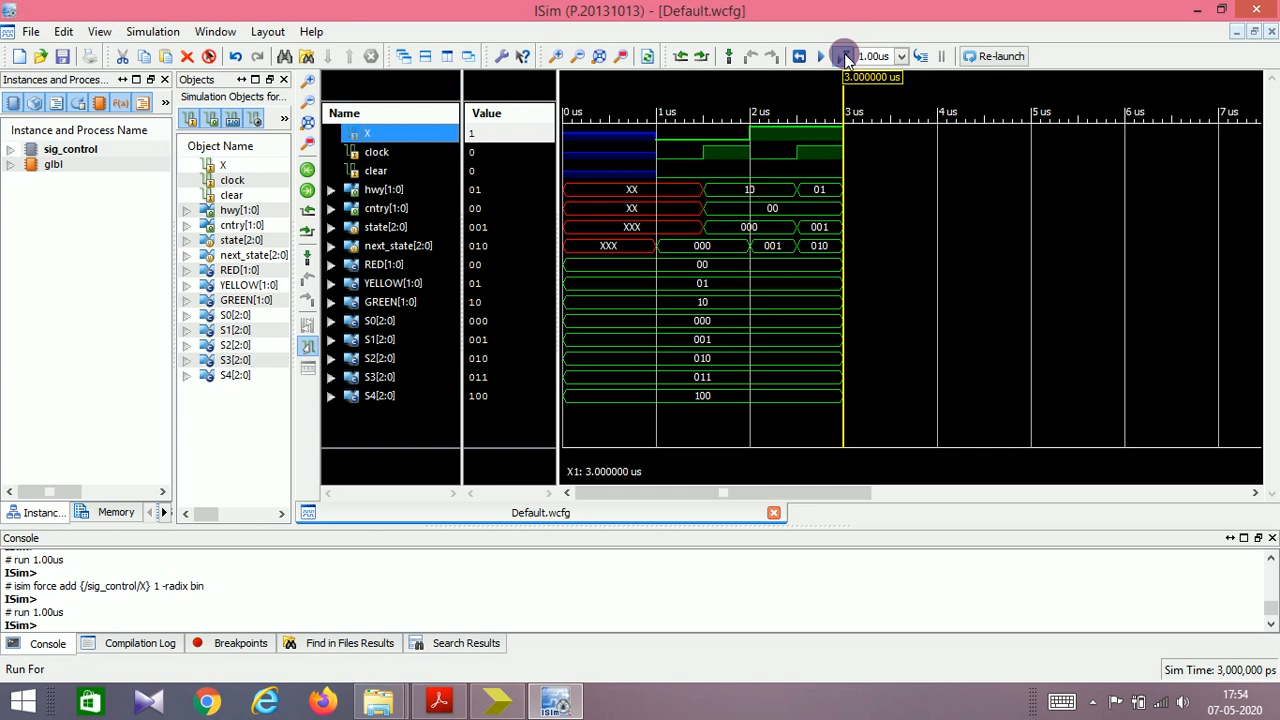 ISim (P.20131013) - [Default.wcfg]
File Edit View Simulation Window Layout Help
1.00us Re-launch
Instances and Proce...
Objects
3.000000 us
Simulation Objects for...
Name Value
0 us 1 us 2 us 3 us 4 us 5 us 6 us 7 us
Instance and Process Name
sig_control
glbl
Object Name
X
clock
clear
hwy[1:0]
cntry[1:0]
state[2:0]
next_state[2:0]
RED[1:0]
YELLOW[1:0]
GREEN[1:0]
S0[2:0]
S1[2:0]
S2[2:0]
S3[2:0]
S4[2:0]
X 1
clock 0
clear 0
hwy[1:0] 01 XX 10 01
cntry[1:0] 00 XX 00
state[2:0] 001 XXX 000 001
next_state[2:0] 010 XXX 000 001 010
RED[1:0] 00 00
YELLOW[1:0] 01 01
GREEN[1:0] 10 10
S0[2:0] 000 000
S1[2:0] 001 001
S2[2:0] 010 010
S3[2:0] 011 011
S4[2:0] 100 100
X1: 3.000000 us
Instanc... Memory
Default.wcfg
Console
# run 1.00us
ISim>
# isim force add {/sig_control/X} 1 -radix bin
ISim>
# run 1.00us
ISim>
Console Compilation Log Breakpoints Find in Files Results Search Results
Run For
Sim Time: 3,000,000 ps
ISim
17:54
07-05-2020